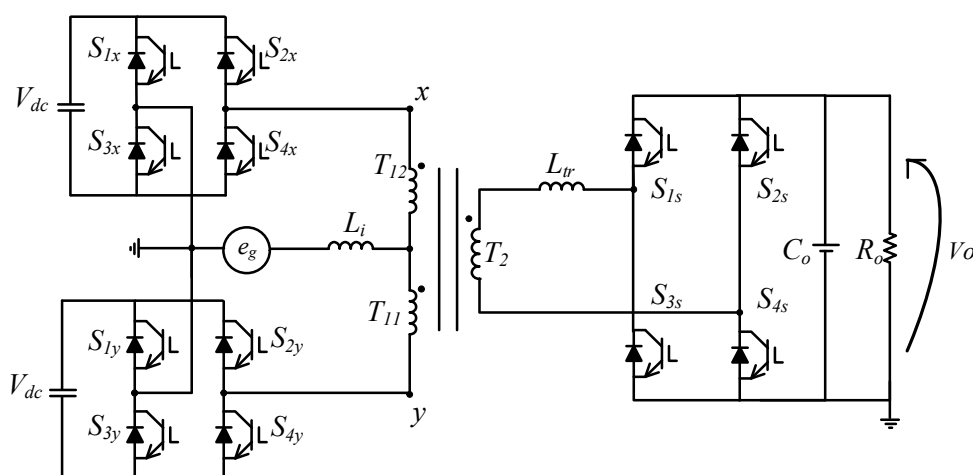 S1x
S2x
Vdc
S3x
S4x
x
T12
Ltr
Li
eg
T2
S1s
S2s
Co
Ro
Vo
T11
S3s
S4s
S1y
S2y
Vdc
S3y
S4y
y